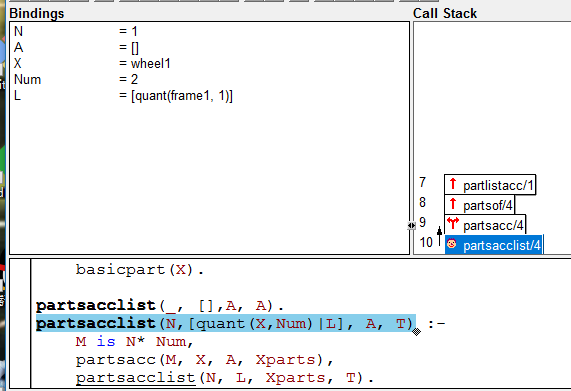 Bindings
N = 1
A = []
X = wheel1
Num = 2
L = [quant(frame1, 1)]
Call Stack
7 partlistacc/1
8 partsof/4
9 partsacc/4
10 partsacclist/4
basicpart(X).
partsacclist(_, [],A, A).
partsacclist(N,[quant(X,Num)|L], A, T) :-
M is N* Num,
partsacc(M, X, A, Xparts),
partsacclist(N, L, Xparts, T).